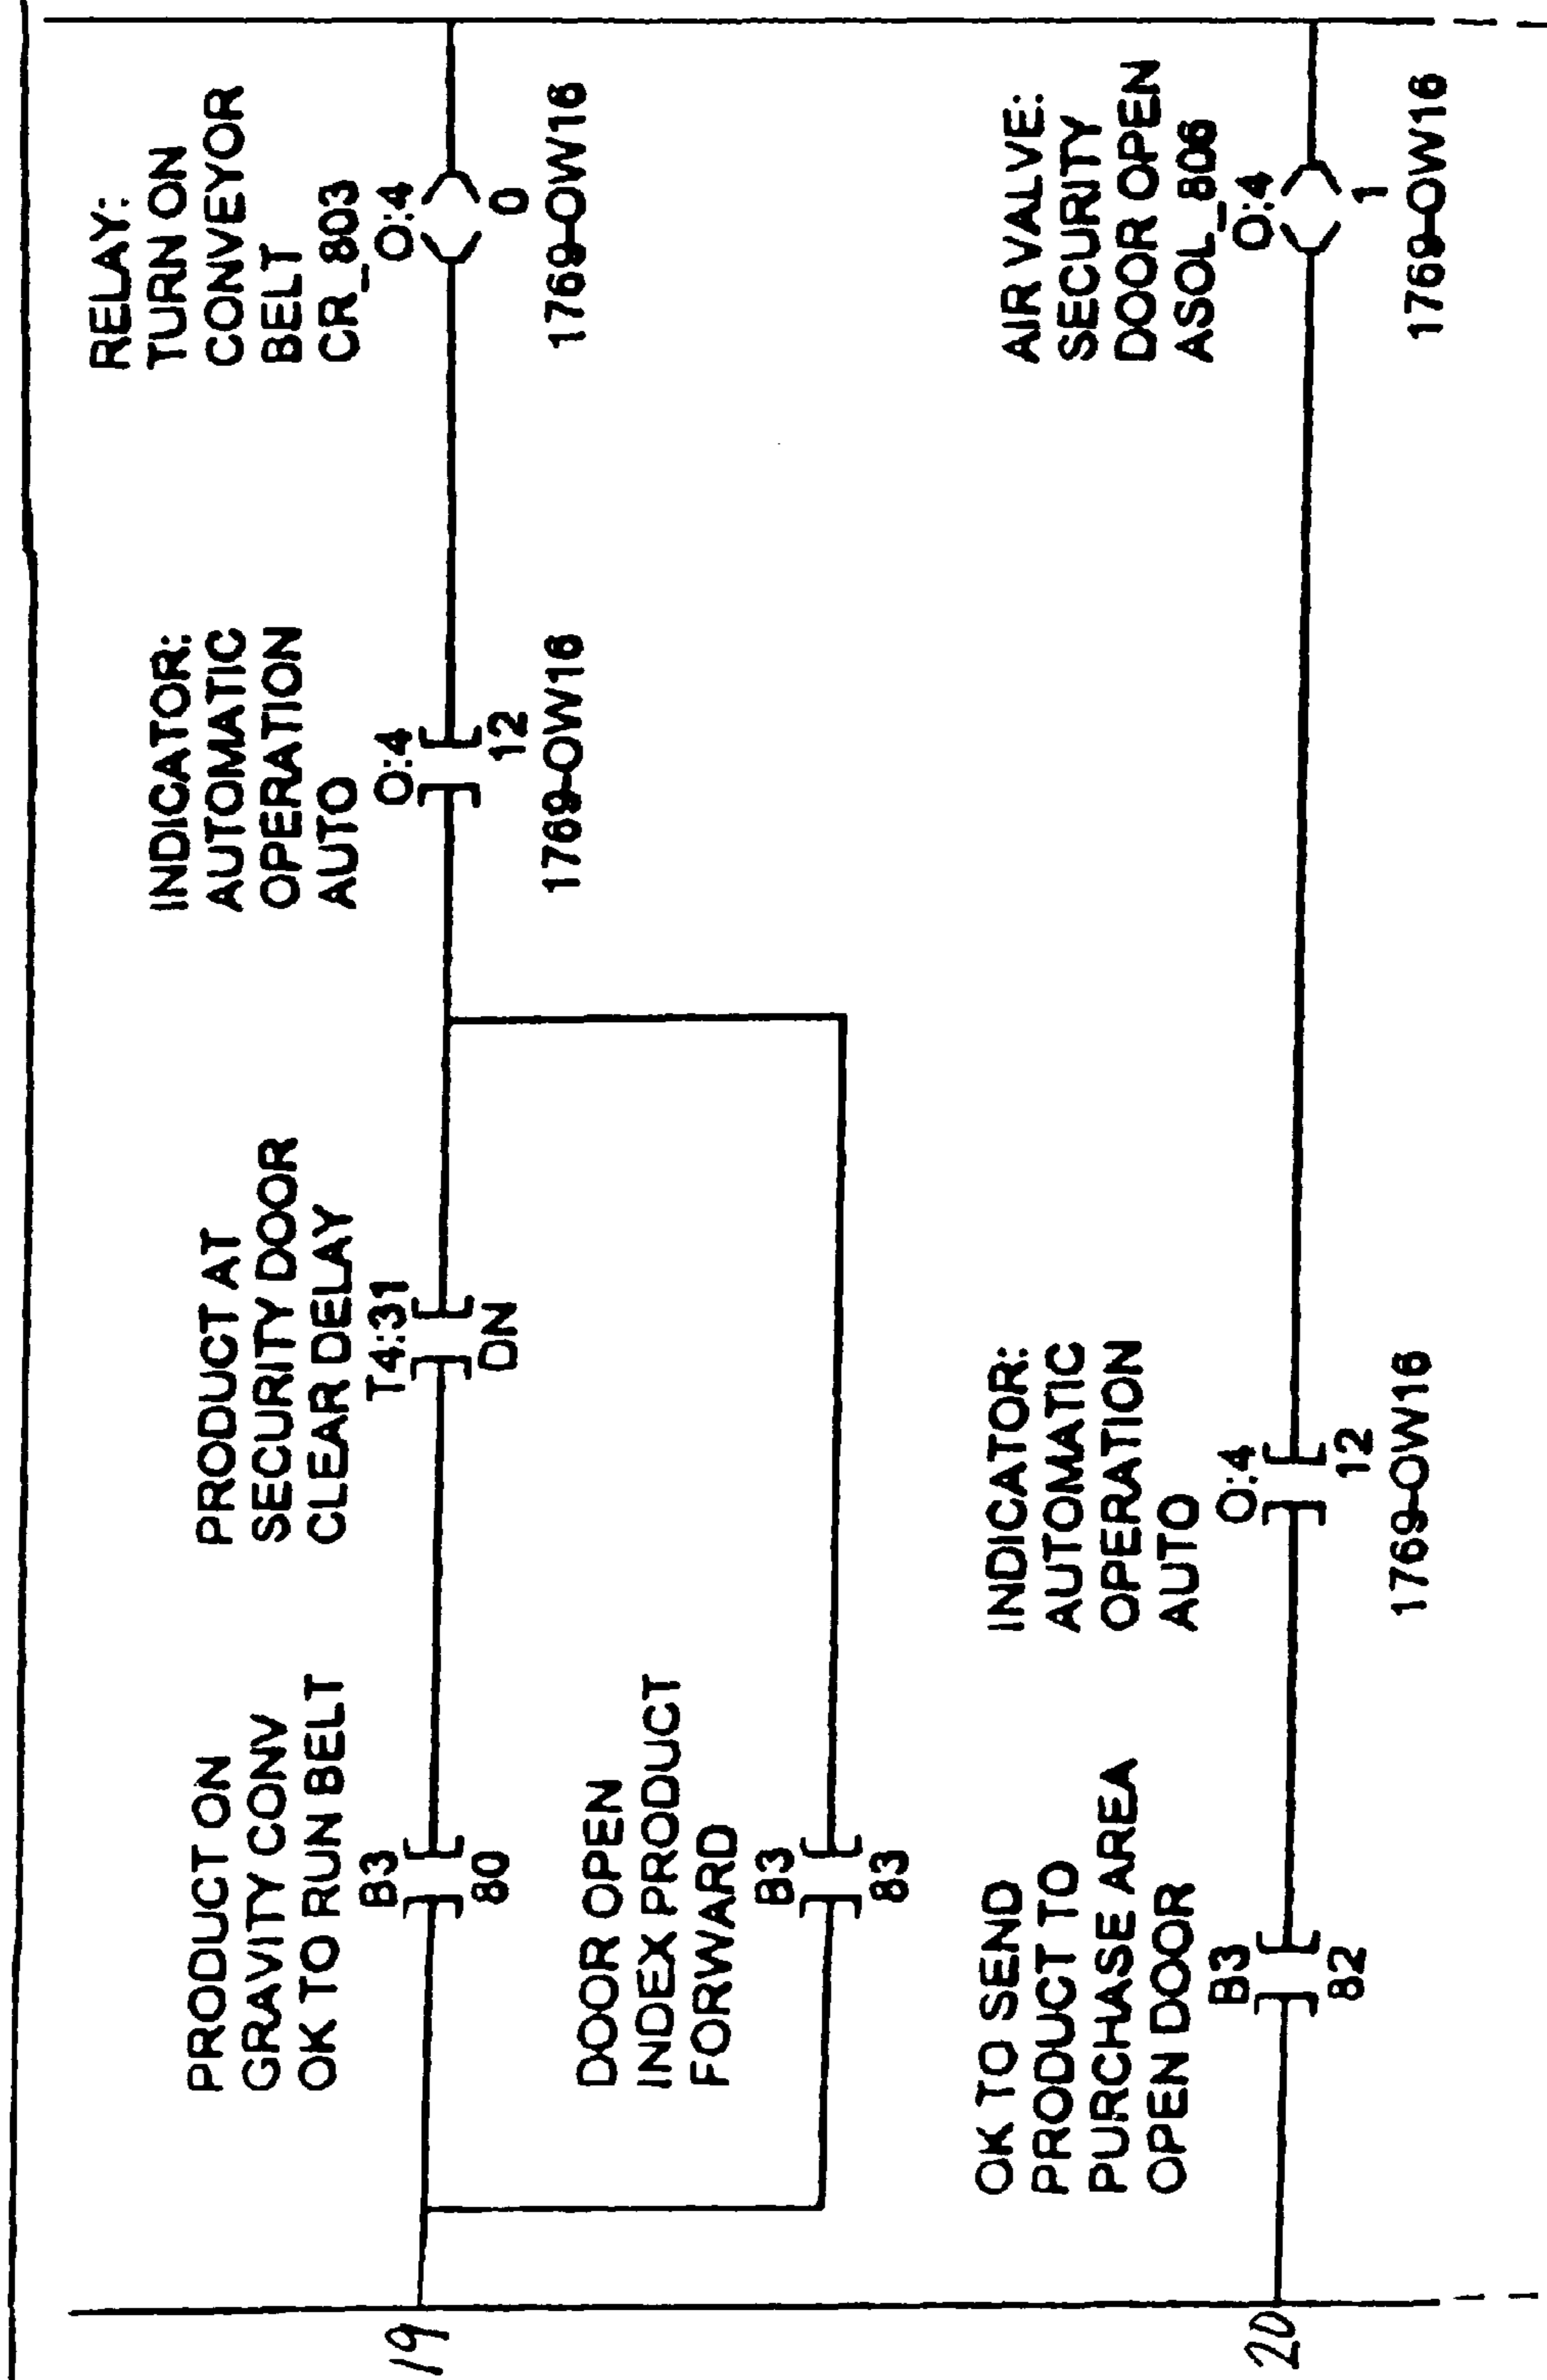 19
PRODUCT ON
GRAVITY CONV
OK TO RUN BELT
B3
80
PRODUCT AT
SECURITY DOOR
CLEAR DELAY
T4:31
DN
INDICATOR:
AUTOMATIC
OPERATION
AUTO
O:4
12
1769-OW16
RELAY:
TURN ON
CONVEYOR
BELT
CR_803
O:4
0
1769-OW16
DOOR OPEN
INDEX PRODUCT
FORWARD
B3
83
20
OK TO SEND
PRODUCT TO
PURCHASE AREA
OPEN DOOR
B3
82
INDICATOR:
AUTOMATIC
OPERATION
AUTO
O:4
12
1769-OW16
AIR VALVE:
SECURITY
DOOR OPEN
ASOL_806
O:4
1
1769-OW16